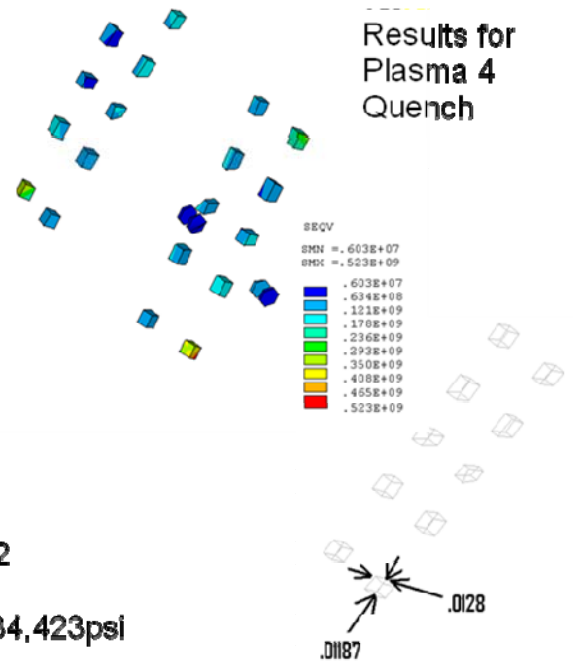 Results for
Plasma 4
Quench
SEQV
SMN =.603E+07
SMX =.523E+09
.603E+07
.634E+08
.121E+09
.178E+09
.236E+09
.293E+09
.350E+09
.408E+09
.465E+09
.523E+09
2
34,423psi
.0128
.01187